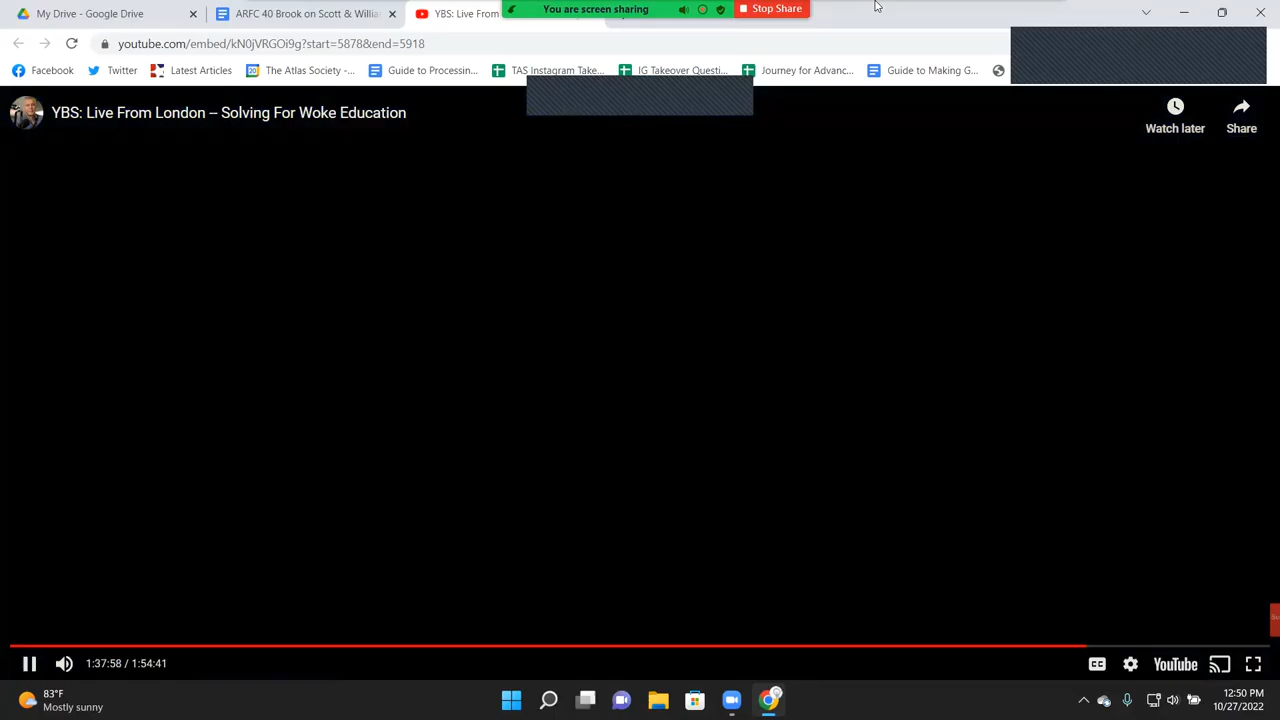 You are screen sharing
Stop Share
My Drive - Google Drive
ARFC 40 Brook on Scott & Willia
YBS: Live From
youtube.com/embed/kN0jVRGOi9g?start=5878&end=5918
Facebook
Twitter
Latest Articles
The Atlas Society -...
Guide to Processin...
TAS Instagram Take...
IG Takeover Questi...
Journey for Advanc...
Guide to Making G...
YBS: Live From London -- Solving For Woke Education
Watch later
Share
1:37:58 / 1:54:41
CC
YouTube
83°F
Mostly sunny
12:50 PM
10/27/2022